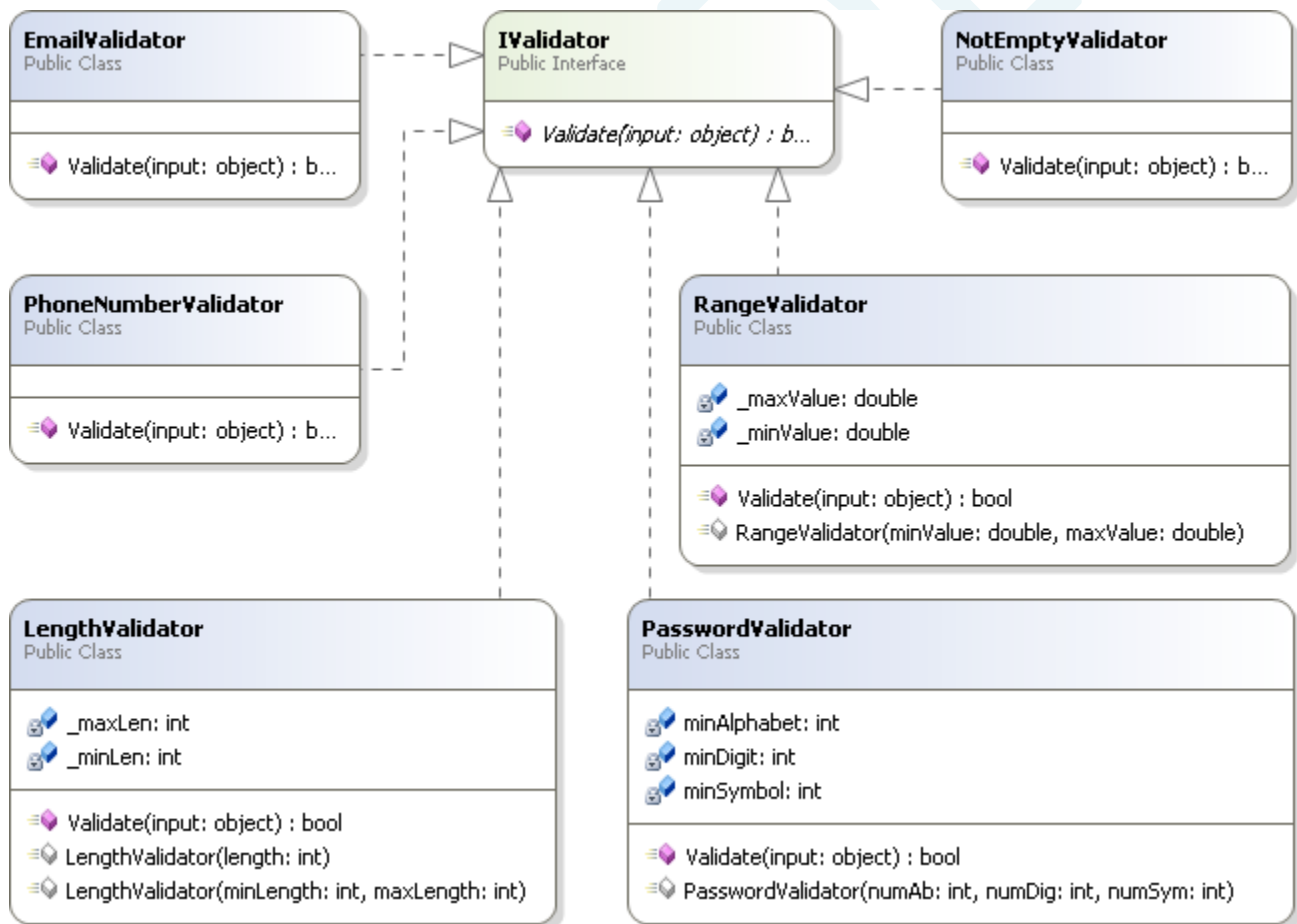 EmailValidator
Public Class
Validate(input: object) : b...
IValidator
Public Interface
Validate(input: object) : b...
NotEmptyValidator
Public Class
Validate(input: object) : b...
PhoneNumberValidator
Public Class
Validate(input: object) : b...
RangeValidator
Public Class
_maxValue: double
_minValue: double
Validate(input: object) : bool
RangeValidator(minValue: double, maxValue: double)
LengthValidator
Public Class
_maxLen: int
_minLen: int
Validate(input: object) : bool
LengthValidator(length: int)
LengthValidator(minLength: int, maxLength: int)
PasswordValidator
Public Class
minAlphabet: int
minDigit: int
minSymbol: int
Validate(input: object) : bool
PasswordValidator(numAb: int, numDig: int, numSym: int)